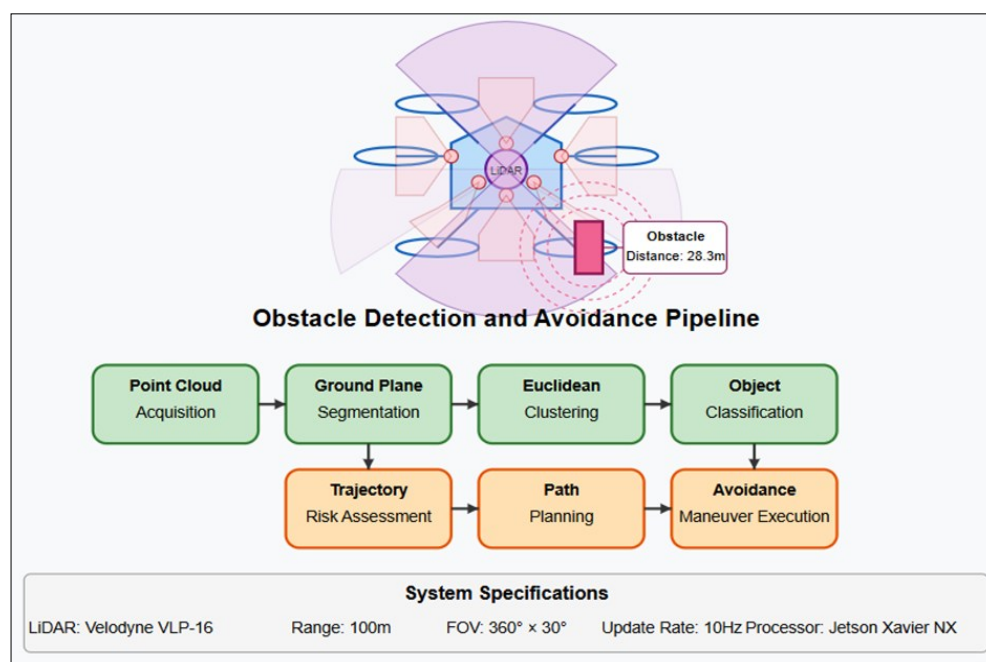 LiDAR
Obstacle
Distance: 28.3m
Obstacle Detection and Avoidance Pipeline
Point Cloud
Acquisition
Ground Plane
Segmentation
Euclidean
Clustering
Object
Classification
Trajectory
Risk Assessment
Path
Planning
Avoidance
Maneuver Execution
System Specifications
LiDAR: Velodyne VLP-16 Range: 100m FOV: 360° × 30° Update Rate: 10Hz Processor: Jetson Xavier NX